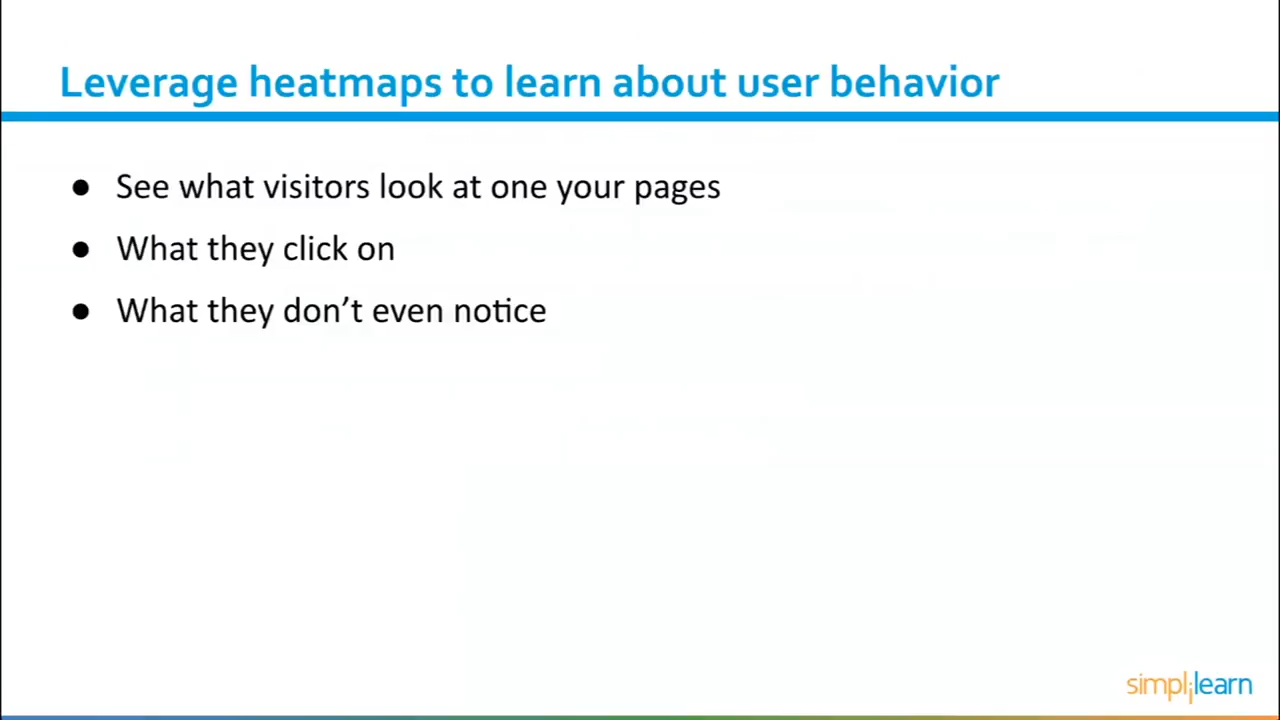 Leverage heatmaps to learn about user behavior
● See what visitors look at one your pages
● What they click on
● What they don’t even notice
simplilearn